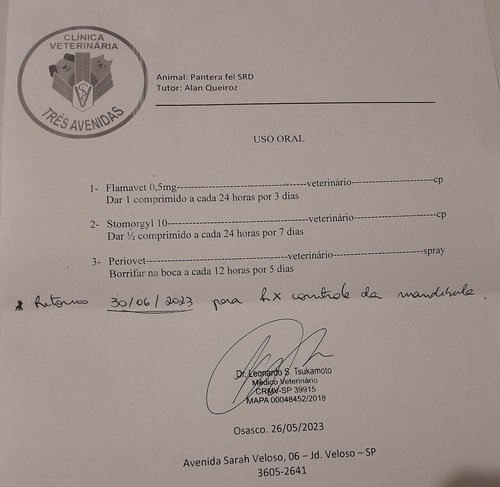 CLÍNICA
VETERINÁRIA
TRÊS AVENIDAS
Animal: Pantera fel SRD
Tutor: Alan Queiroz
USO ORAL
1- Flamavet 0,5mg----------------------------------veterinário----------------------cp
Dar 1 comprimido a cada 24 horas por 3 dias
2- Stomorgyl 10------------------------------------veterinário----------------------cp
Dar ½ comprimido a cada 24 horas por 7 dias
3- Periovet-----------------------------------veterinário-----------------------spray
Borrifar na boca a cada 12 horas por 5 dias
* Retorno 30/06/2023 para Rx controle da mandíbula.
Dr. Leonardo S. Tsukamoto
Médico Veterinário
CRMV-SP 39915
MAPA 00048452/2018
Osasco. 26/05/2023
Avenida Sarah Veloso, 06 – Jd. Veloso – SP
3605-2641